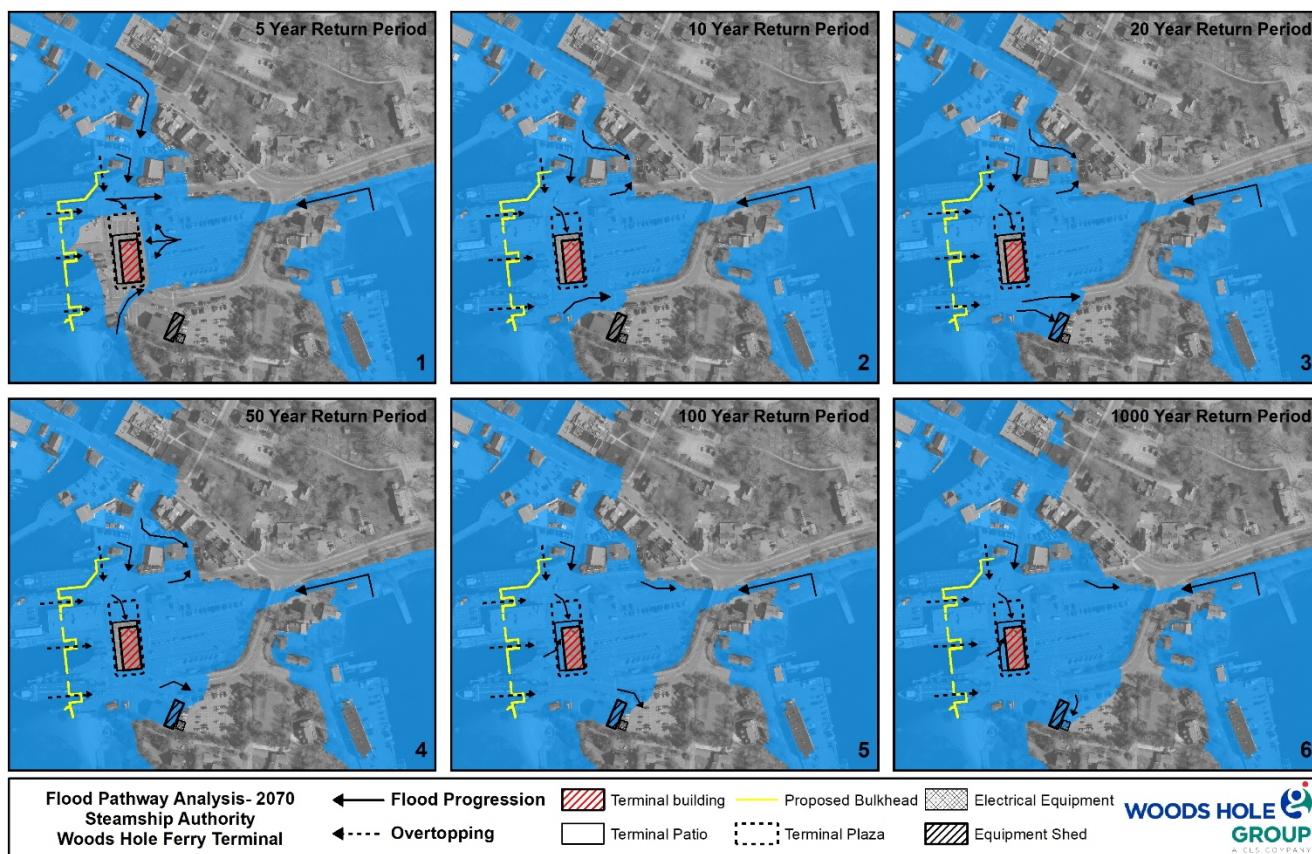 5 Year Return Period
1
10 Year Return Period
2
20 Year Return Period
3
50 Year Return Period
4
100 Year Return Period
5
1000 Year Return Period
6
Flood Pathway Analysis- 2070
Steamship Authority
Woods Hole Ferry Terminal
Flood Progression
Overtopping
Terminal building
Terminal Patio
Proposed Bulkhead
Terminal Plaza
Electrical Equipment
Equipment Shed
WOODS HOLE
GROUP
A CLS COMPANY